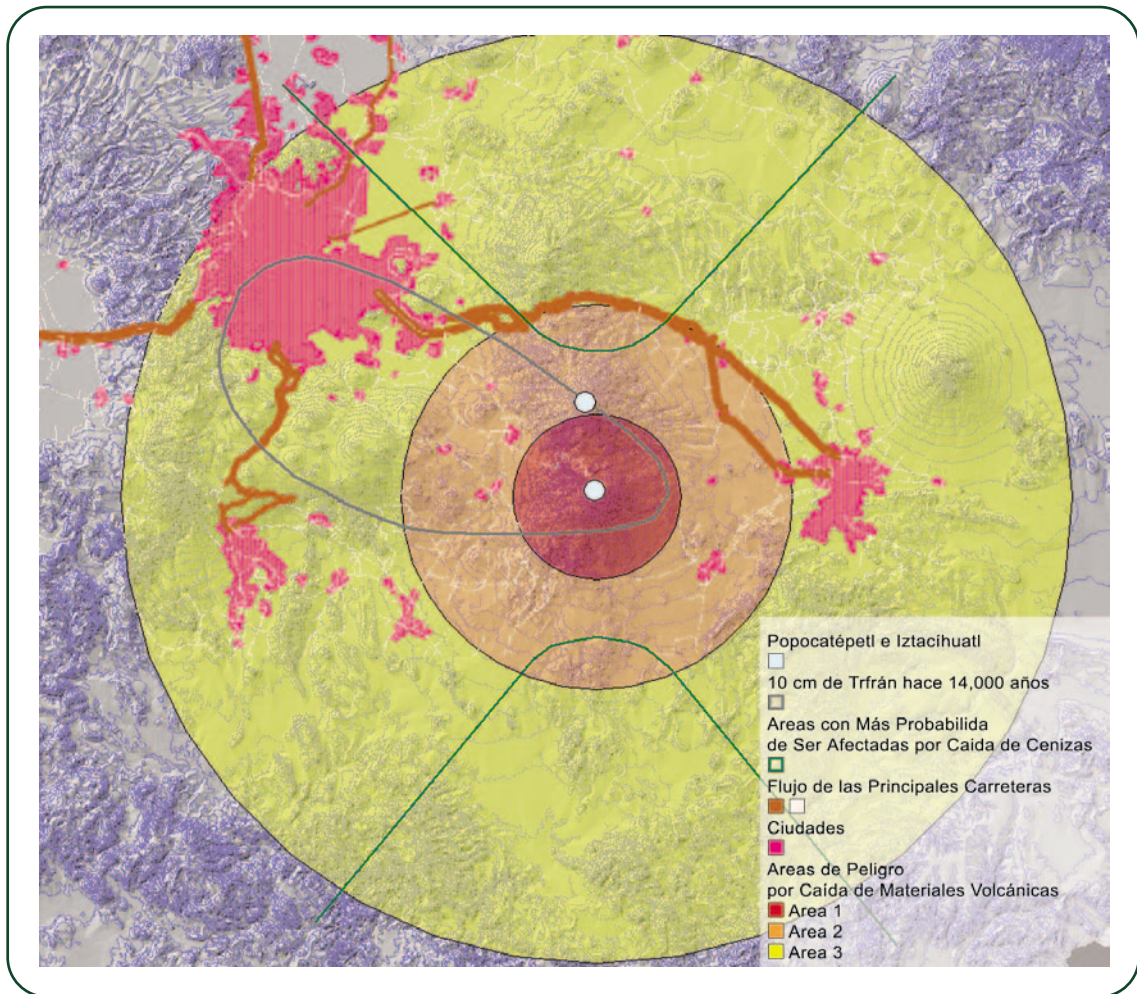 Popocatépetl e Iztacíhuatl
10 cm de Trfrán hace 14,000 años
Areas con Más Probabilida
de Ser Afectadas por Caida de Cenizas
Flujo de las Principales Carreteras
Ciudades
Areas de Peligro
por Caída de Materiales Volcánicas
Area 1
Area 2
Area 3